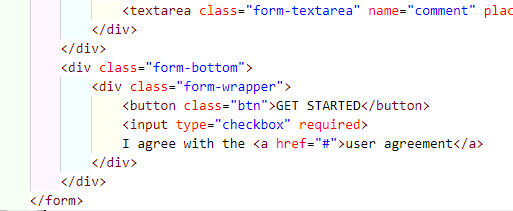 <textarea class="form-textarea" name="comment" plac
</div>
</div>
<div class="form-bottom">
<div class="form-wrapper">
<button class="btn">GET STARTED</button>
<input type="checkbox" required>
I agree with the <a href="#">user agreement</a>
</div>
</div>
</form>